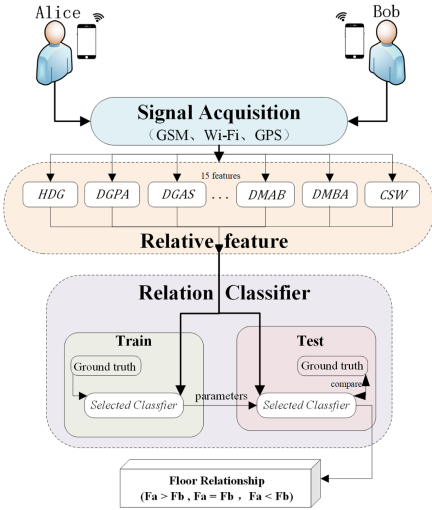 Alice
Bob
Signal Acquisition
（GSM、Wi-Fi、GPS）
15 features
HDG DGPA DGAS ... DMAB DMBA CSW
Relative feature
Relation Classifier
Train
Test
Ground truth
Ground truth
compare
Selected Classfier
parameters
Selected Classfier
Floor Relationship
(Fa > Fb , Fa = Fb ， Fa < Fb)